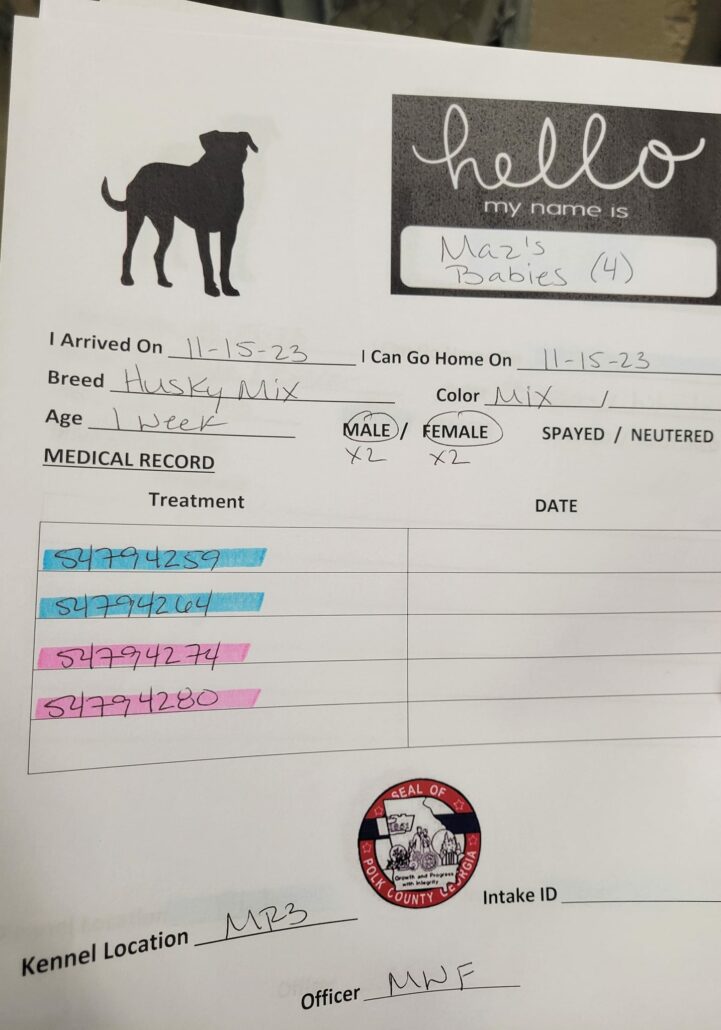 hello
my name is
Maz's
Babies (4)
I Arrived On 11-15-23 I Can Go Home On 11-15-23
Breed Husky Mix Color Mix /
Age 1 week MALE / FEMALE SPAYED / NEUTERED
x2 x2
MEDICAL RECORD
Treatment DATE
54794259
54794264
54794274
54794280
SEAL OF
POLK COUNTY GEORGIA
Growth and Progress
with Integrity
Intake ID
Kennel Location MR3
Officer MWF